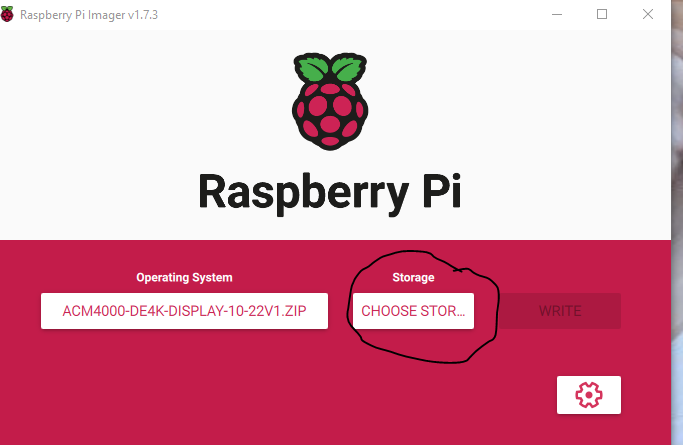 Raspberry Pi Imager v1.7.3
Raspberry Pi
Operating System
Storage
ACM4000-DE4K-DISPLAY-10-22V1.ZIP
CHOOSE STOR...
WRITE